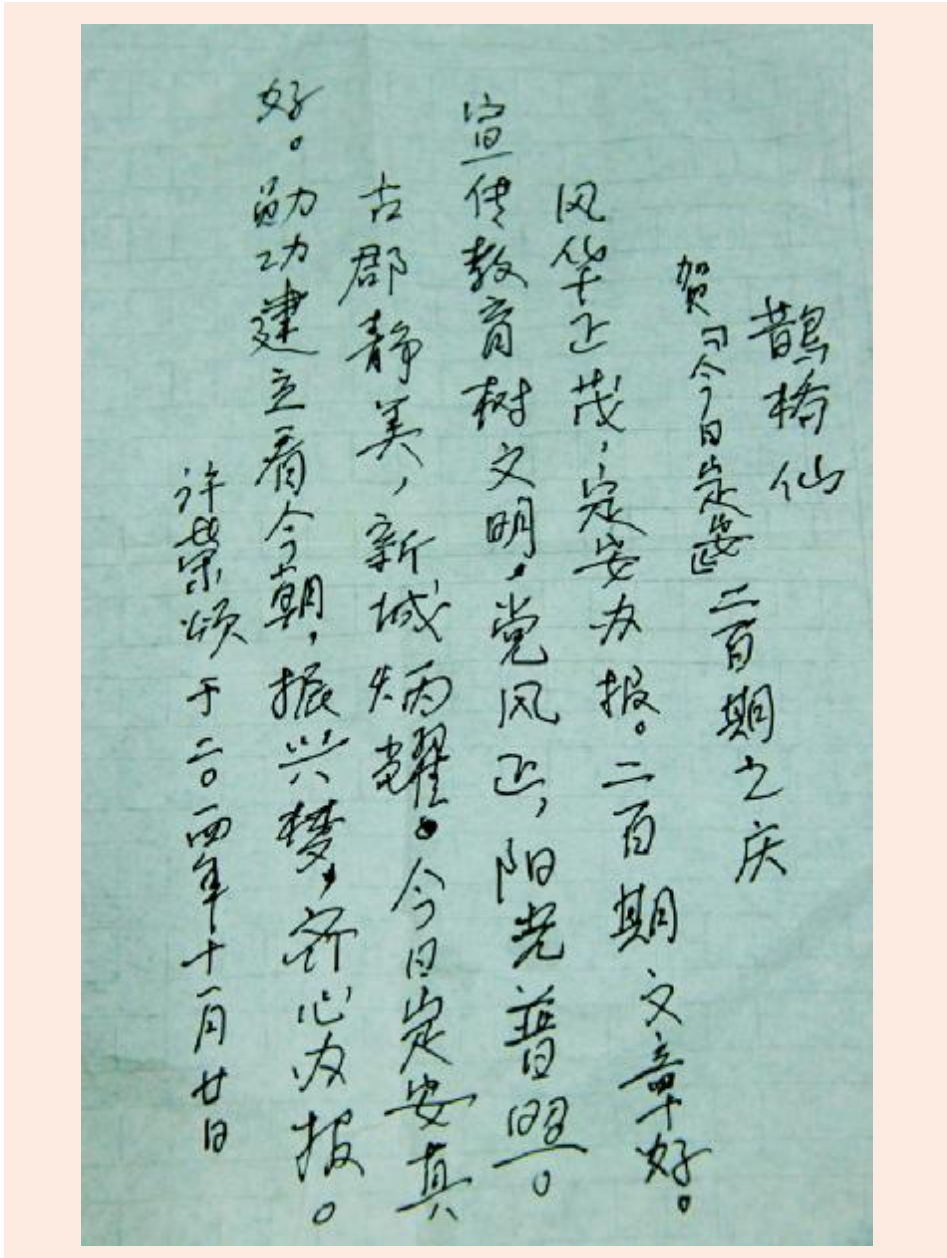 鹊桥仙
贺《今日定安》二百期之庆
风华正茂，定安办报。二百期文章好。
宣传教育树文明，党风正，阳光普照。
古郡静美，新城炳耀。今日定安真
好。勋功建立看今朝，振兴梦，齐心办报。
许荣颂于二〇一四年十一月廿日